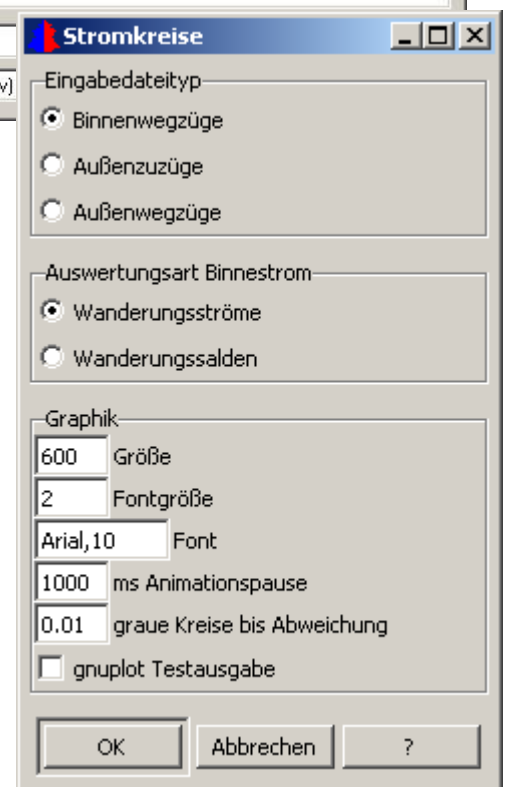 v)
Stromkreise
Eingabedateityp
Binnenwegzüge
Außenzuzüge
Außenwegzüge
Auswertungsart Binnestrom
Wanderungsströme
Wanderungssalden
Graphik
600 Größe
2 Fontgröße
Arial,10 Font
1000 ms Animationspause
0.01 graue Kreise bis Abweichung
gnuplot Testausgabe
OK Abbrechen ?